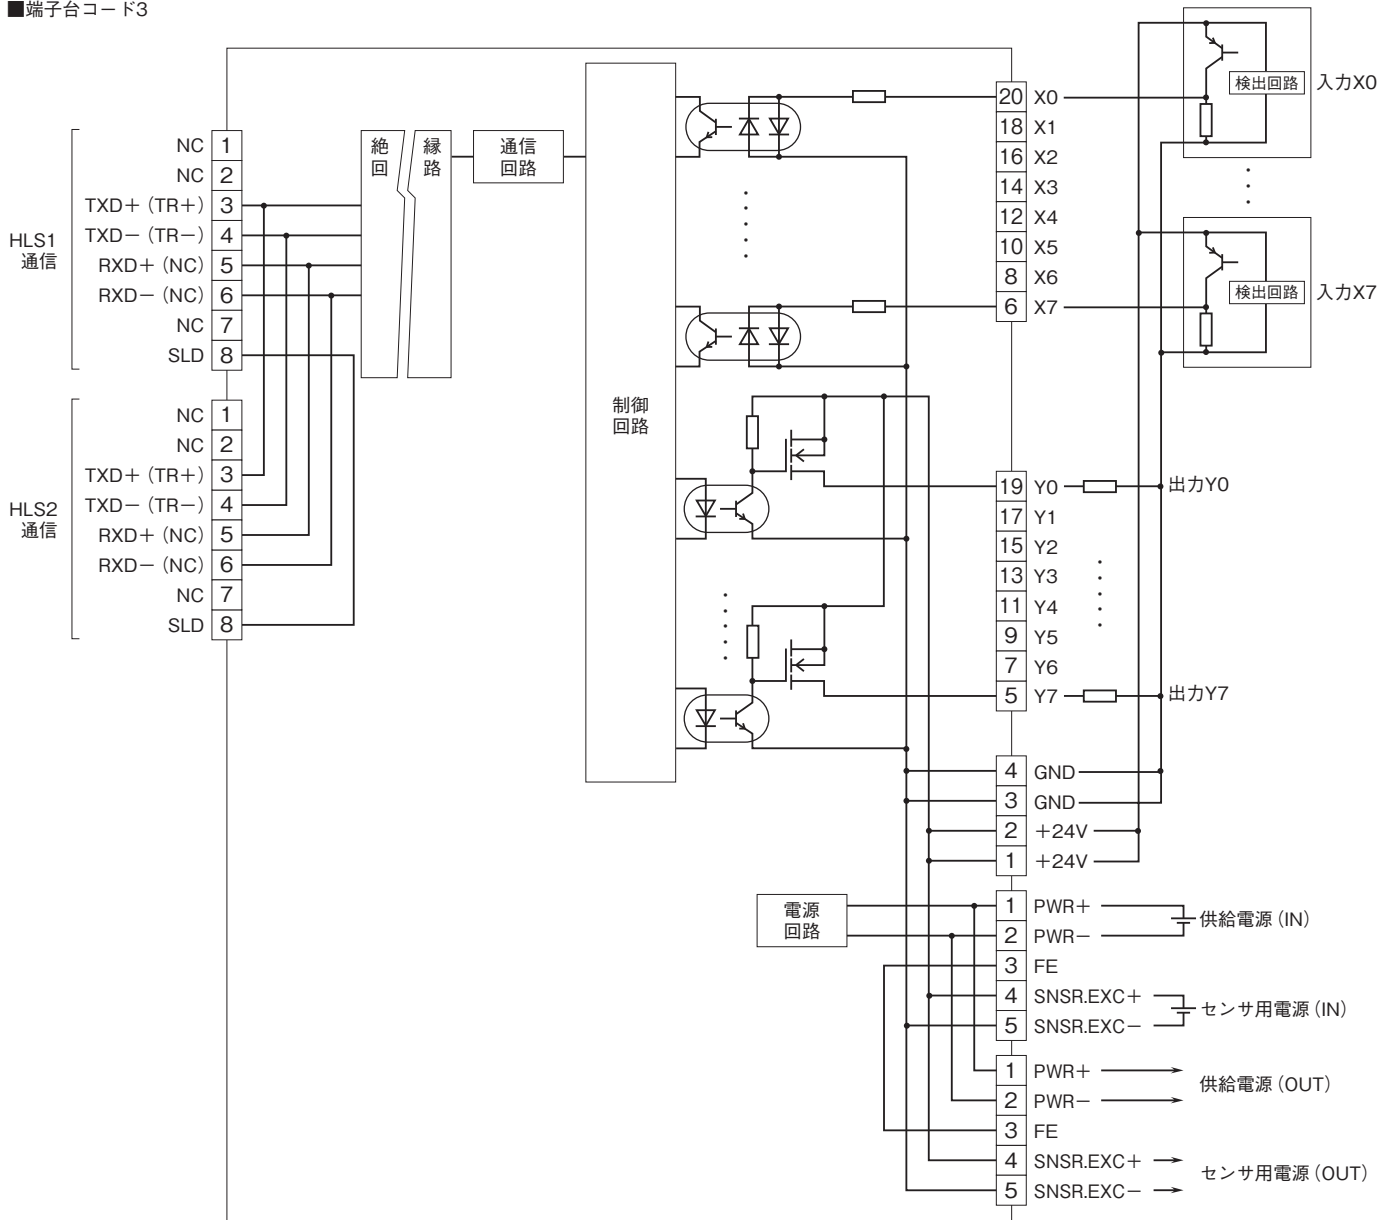 ■端子台コード3
HLS1
通信
NC 1
NC 2
TXD+(TR+) 3
TXD−(TR−) 4
RXD+(NC) 5
RXD−(NC) 6
NC 7
SLD 8
HLS2
通信
NC 1
NC 2
TXD+(TR+) 3
TXD−(TR−) 4
RXD+(NC) 5
RXD−(NC) 6
NC 7
SLD 8
絶 縁
回 路
通信
回路
制御
回路
電源
回路
20 X0
18 X1
16 X2
14 X3
12 X4
10 X5
8 X6
6 X7
検出回路 入力X0
検出回路 入力X7
19 Y0 出力Y0
17 Y1
15 Y2
13 Y3
11 Y4
9 Y5
7 Y6
5 Y7 出力Y7
4 GND
3 GND
2 +24V
1 +24V
1 PWR+
2 PWR−
供給電源(IN)
3 FE
4 SNSR.EXC+
5 SNSR.EXC−
センサ用電源(IN)
1 PWR+
2 PWR−
供給電源(OUT)
3 FE
4 SNSR.EXC+
5 SNSR.EXC−
センサ用電源(OUT)